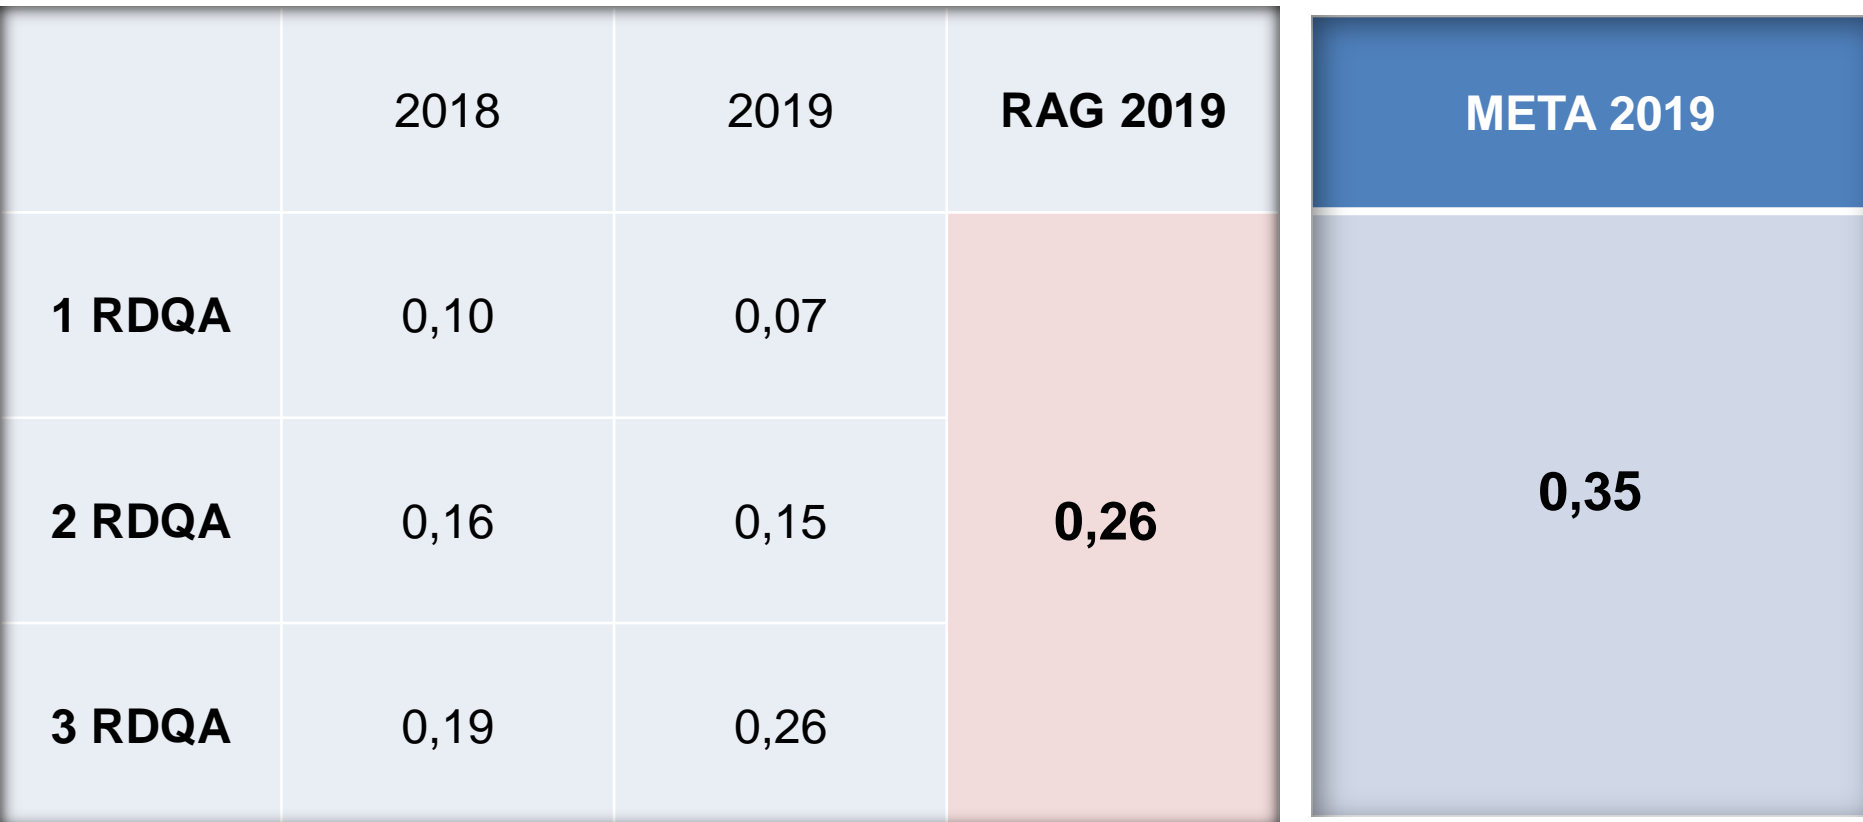 2018 2019 RAG 2019 META 2019
1 RDQA 0,10 0,07
2 RDQA 0,16 0,15 0,26 0,35
3 RDQA 0,19 0,26